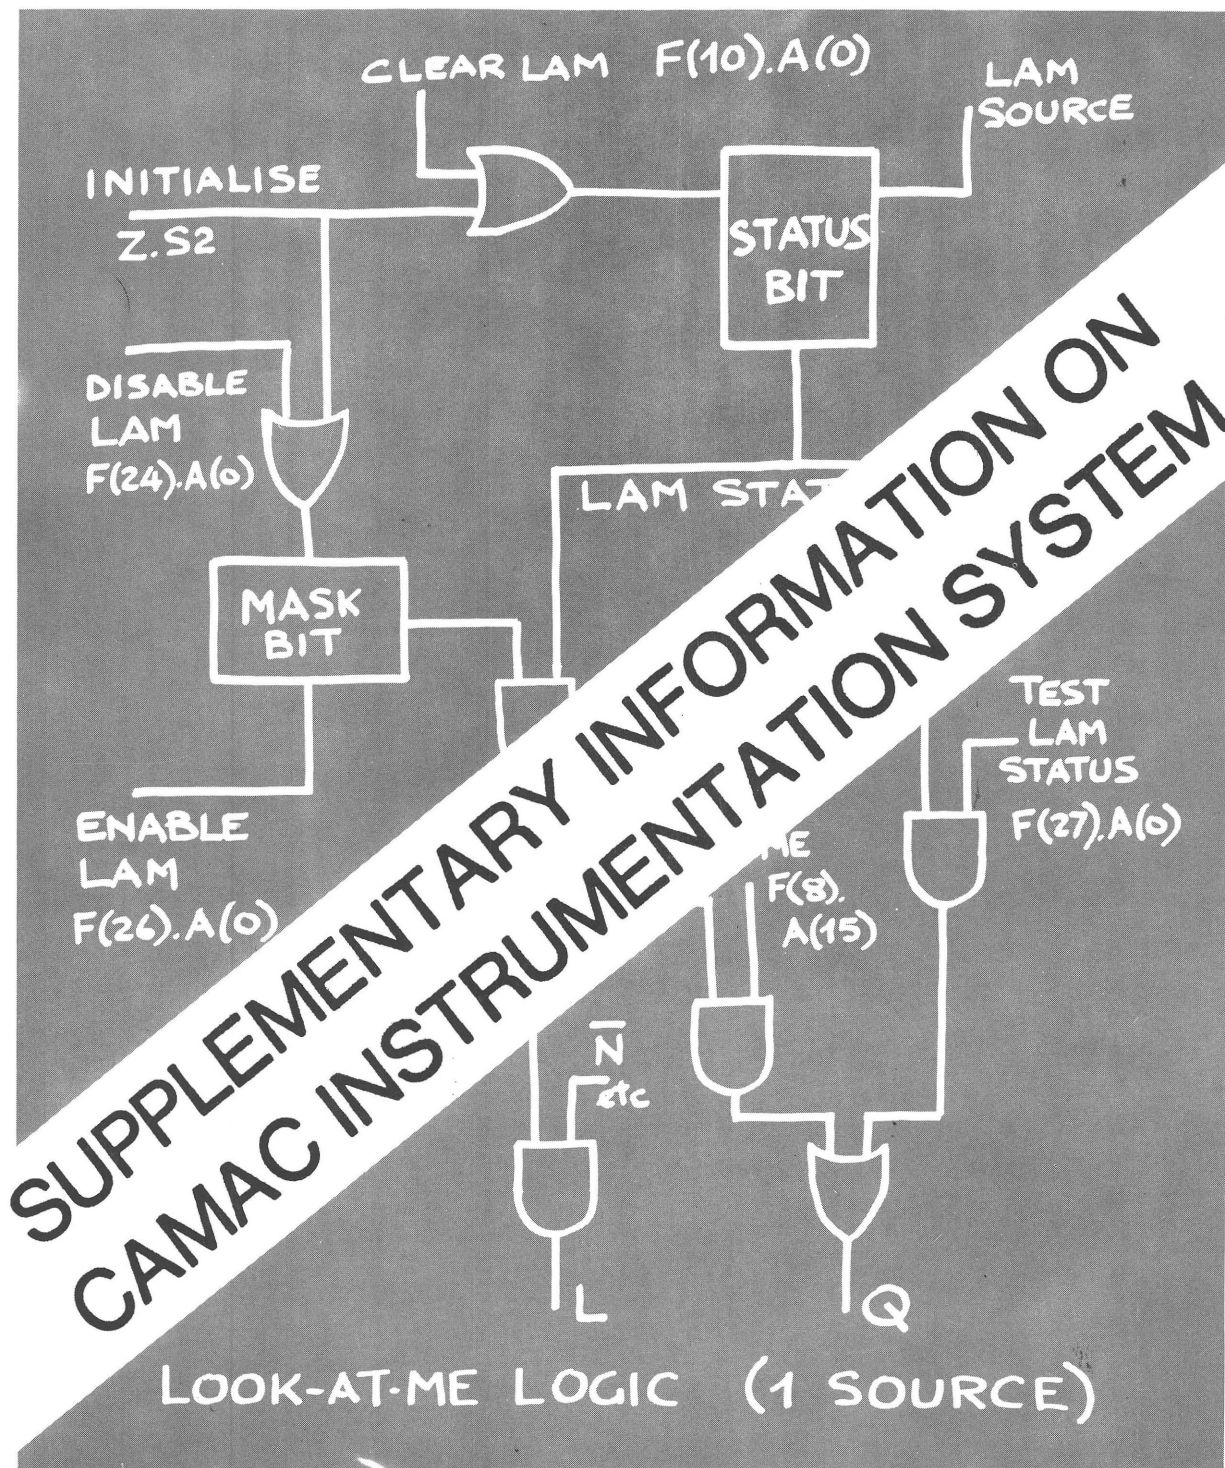 CLEAR LAM F(10).A(0)
LAM
SOURCE
INITIALISE
Z.S2
STATUS
BIT
DISABLE
LAM
F(24).A(0)
LAM STAT
MASK
BIT
ENABLE
LAM
F(26).A(0)
SUPPLEMENTARY INFORMATION ON
CAMAC INSTRUMENTATION SYSTEM
TEST
LAM
STATUS
F(27).A(0)
ME
F(8).
A(15)
N̅
etc
L
Q
LOOK-AT-ME LOGIC (1 SOURCE)